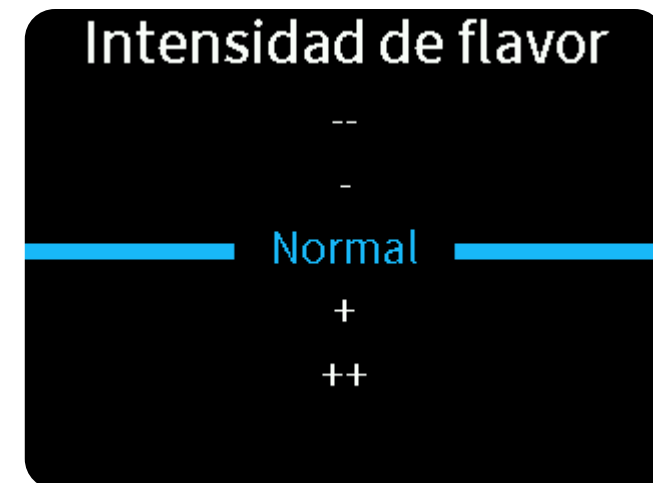 Intensidad de flavor
--
-
Normal
+
++